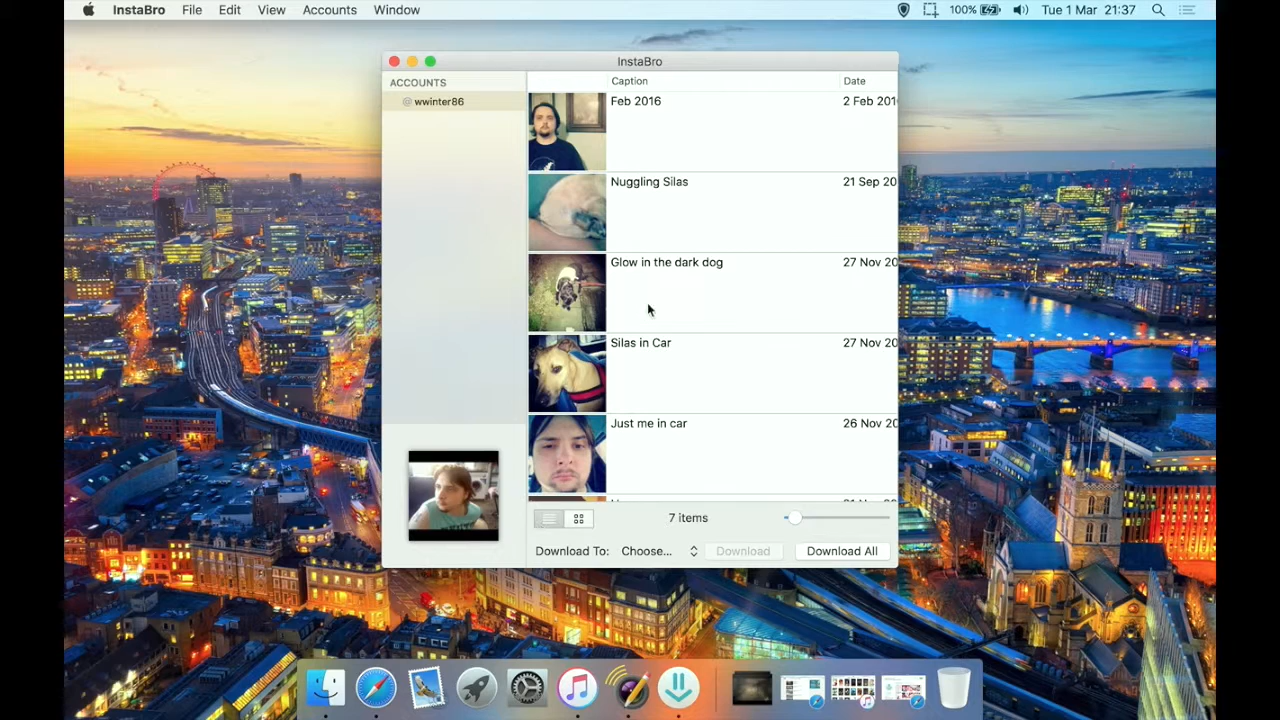 InstaBro File Edit View Accounts Window 100% Tue 1 Mar 21:37
InstaBro
ACCOUNTS
@ wwinter86
Caption Date
Feb 2016 2 Feb 201
Nuggling Silas 21 Sep 20
Glow in the dark dog 27 Nov 20
Silas in Car 27 Nov 20
Just me in car 26 Nov 20
7 items
Download To: Choose... Download Download All